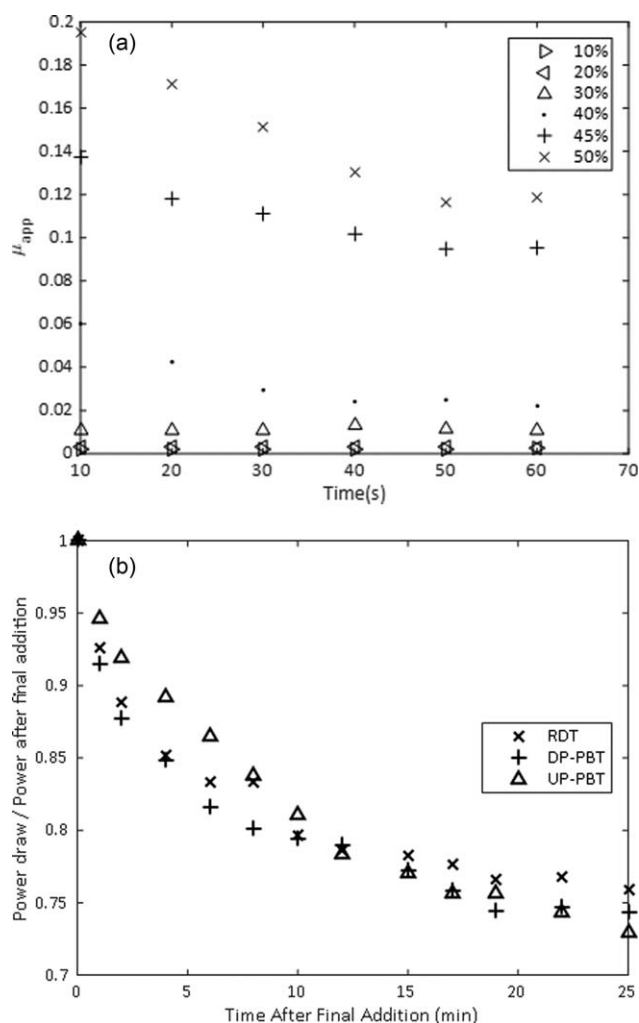 (a)
0.2
0.18
0.16
0.14
0.12
0.1
0.08
0.06
0.04
0.02
0
μapp
10 20 30 40 50 60 70
Time(s)
10%
20%
30%
40%
45%
50%
(b)
1
0.95
0.9
0.85
0.8
0.75
0.7
Power draw / Power after final addition
0 5 10 15 20 25
Time After Final Addition (min)
RDT
DP-PBT
UP-PBT